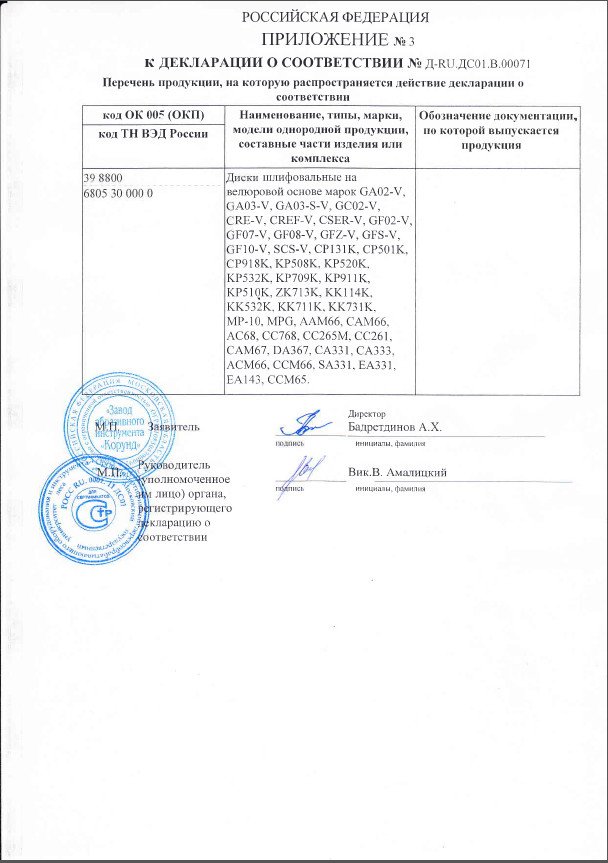 РОССИЙСКАЯ ФЕДЕРАЦИЯ
ПРИЛОЖЕНИЕ № 3
к ДЕКЛАРАЦИИ О СООТВЕТСТВИИ № Д-RU.ДС01.В.00071
Перечень продукции, на которую распространяется действие декларации о
соответствии
код ОК 005 (ОКП)
код ТН ВЭД России
Наименование, типы, марки,
модели однородной продукции,
составные части изделия или
комплекса
Обозначение документации,
по которой выпускается
продукция
39 8800
6805 30 000 0
Диски шлифовальные на
велюровой основе марок GA02-V,
GA03-V, GA03-S-V, GC02-V,
CRE-V, CREF-V, CSER-V, GF02-V,
GF07-V, GF08-V, GFZ-V, GFS-V,
GF10-V, SCS-V, CP131K, CP501K,
CP918K, KP508K, KP520K,
KP532K, KP709K, KP911K,
KP510K, ZK713K, KK114K,
KK532K, KK711K, KK731K,
MP-10, MPG, AAM66, CAM66,
AC68, CC768, CC265M, CC261,
CAM67, DA367, CA331, CA333,
ACM66, CCM66, SA331, EA331,
EA143, CCM65.
«Завод
абразивного
инструмента
«Корунд»
М.П.
Заявитель
подпись
Директор
Бадретдинов А.Х.
инициалы, фамилия
М.П.
Руководитель
(уполномоченное
им лицо) органа,
регистрирующего
декларацию о
соответствии
подпись
Вик.В. Амалицкий
инициалы, фамилия
РОСС RU. 0001. 11 ДС01
ДЛЯ
СЕРТИФИКАТОВ